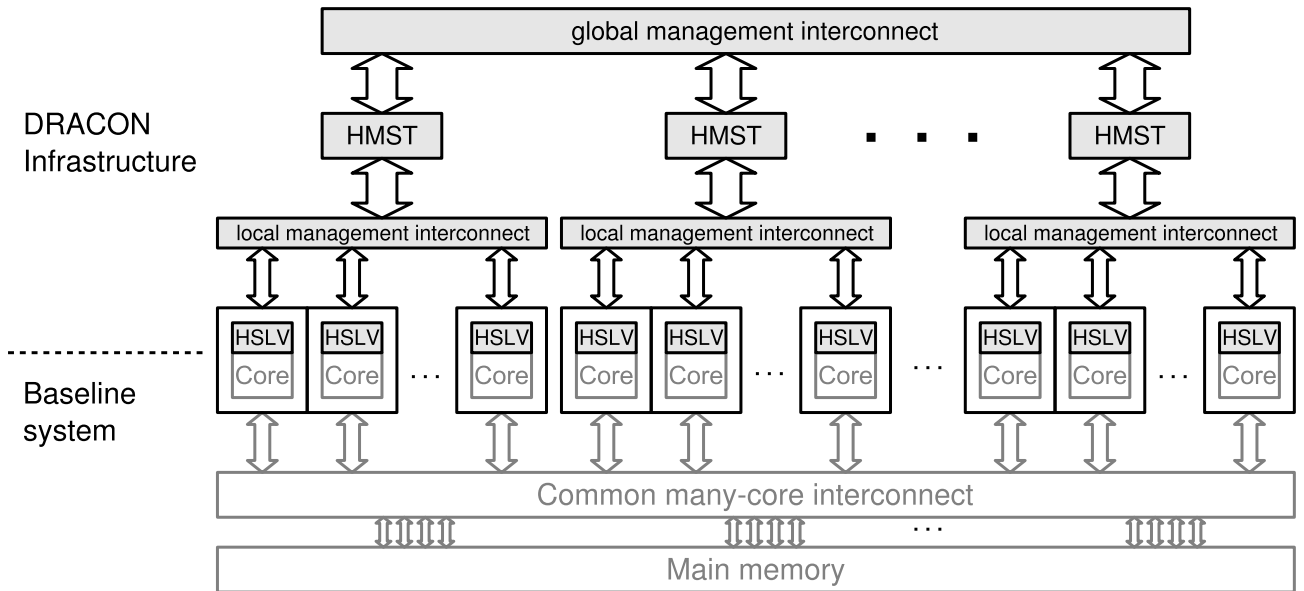 global management interconnect
DRACON
Infrastructure
HMST HMST . . . HMST
local management interconnect local management interconnect local management interconnect
HSLV HSLV HSLV HSLV HSLV HSLV HSLV HSLV HSLV
Core Core ... Core Core Core ... Core ... Core Core ... Core
Baseline
system
Common many-core interconnect
...
Main memory